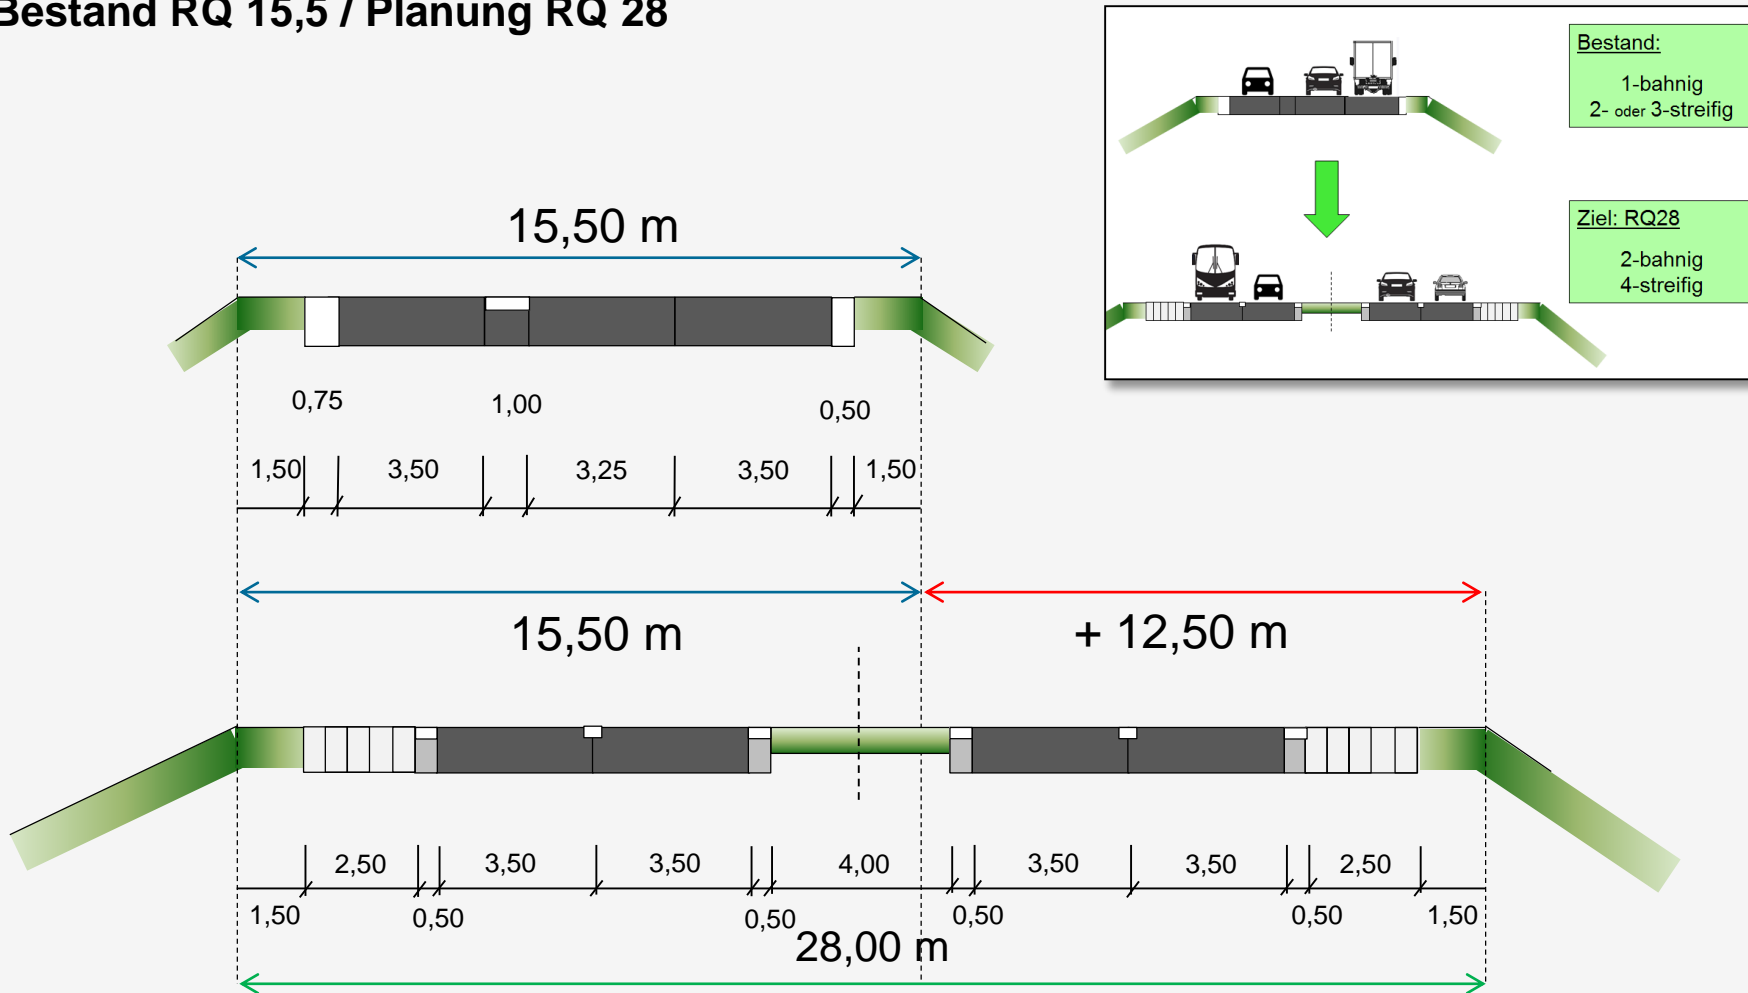 Bestand RQ 15,5 / Planung RQ 28
Bestand:
1-bahnig
2- oder 3-streifig
Ziel: RQ28
2-bahnig
4-streifig
15,50 m
0,75
1,00
0,50
1,50
3,50
3,25
3,50
1,50
15,50 m
+ 12,50 m
2,50
3,50
3,50
4,00
3,50
3,50
2,50
1,50
0,50
0,50
0,50
0,50
1,50
28,00 m